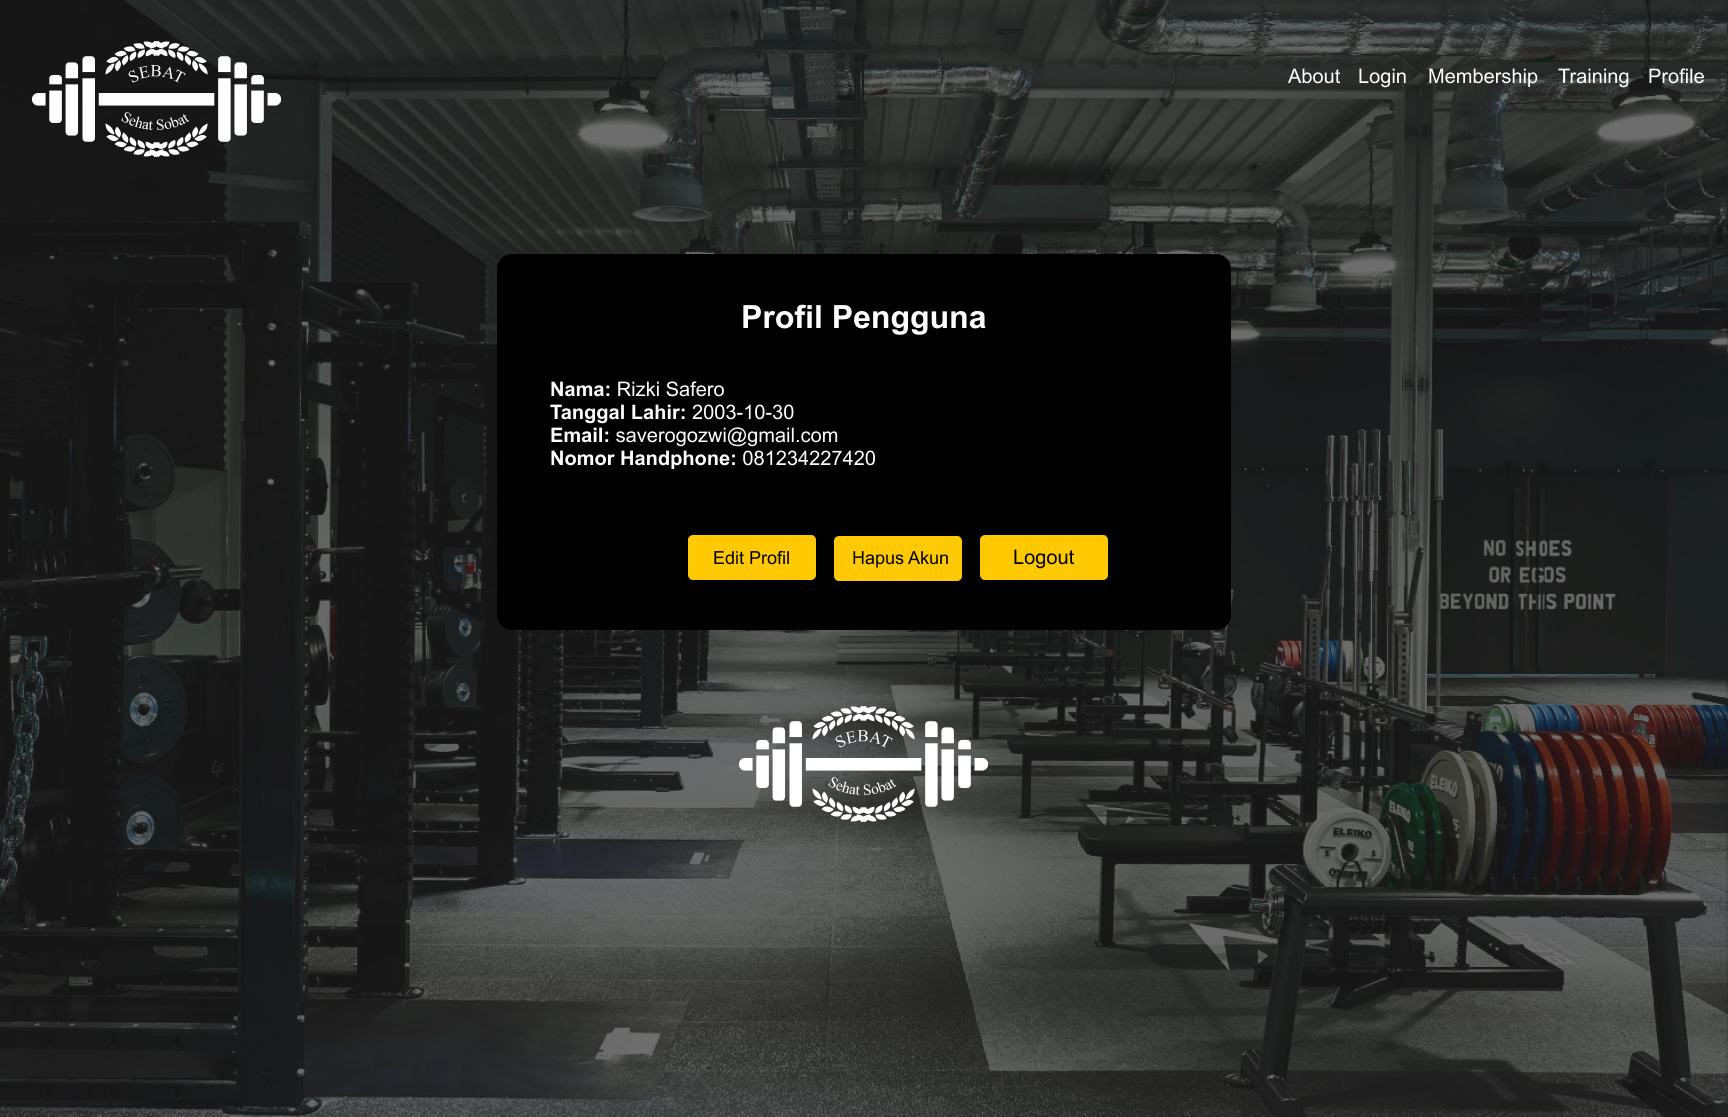 SEBAT
Sehat Sobat
About Login Membership Training Profile
Profil Pengguna
Nama: Rizki Safero
Tanggal Lahir: 2003-10-30
Email: saverogozwi@gmail.com
Nomor Handphone: 081234227420
Edit Profil Hapus Akun Logout
NO SHOES
OR EGOS
BEYOND THIS POINT
SEBAT
Sehat Sobat
ELEIKO
ELEIKO
ELEIKO